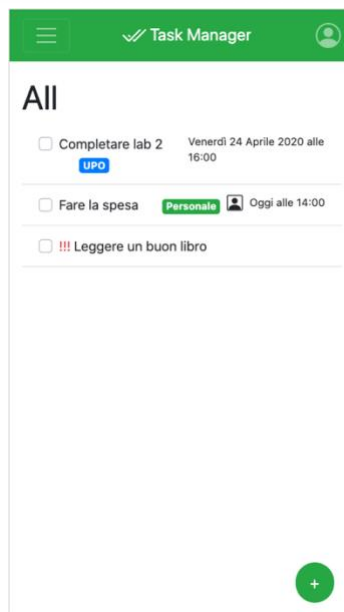 Task Manager
All
Completare lab 2
Venerdì 24 Aprile 2020 alle
16:00
UPO
Fare la spesa Personale Oggi alle 14:00
!!! Leggere un buon libro
+